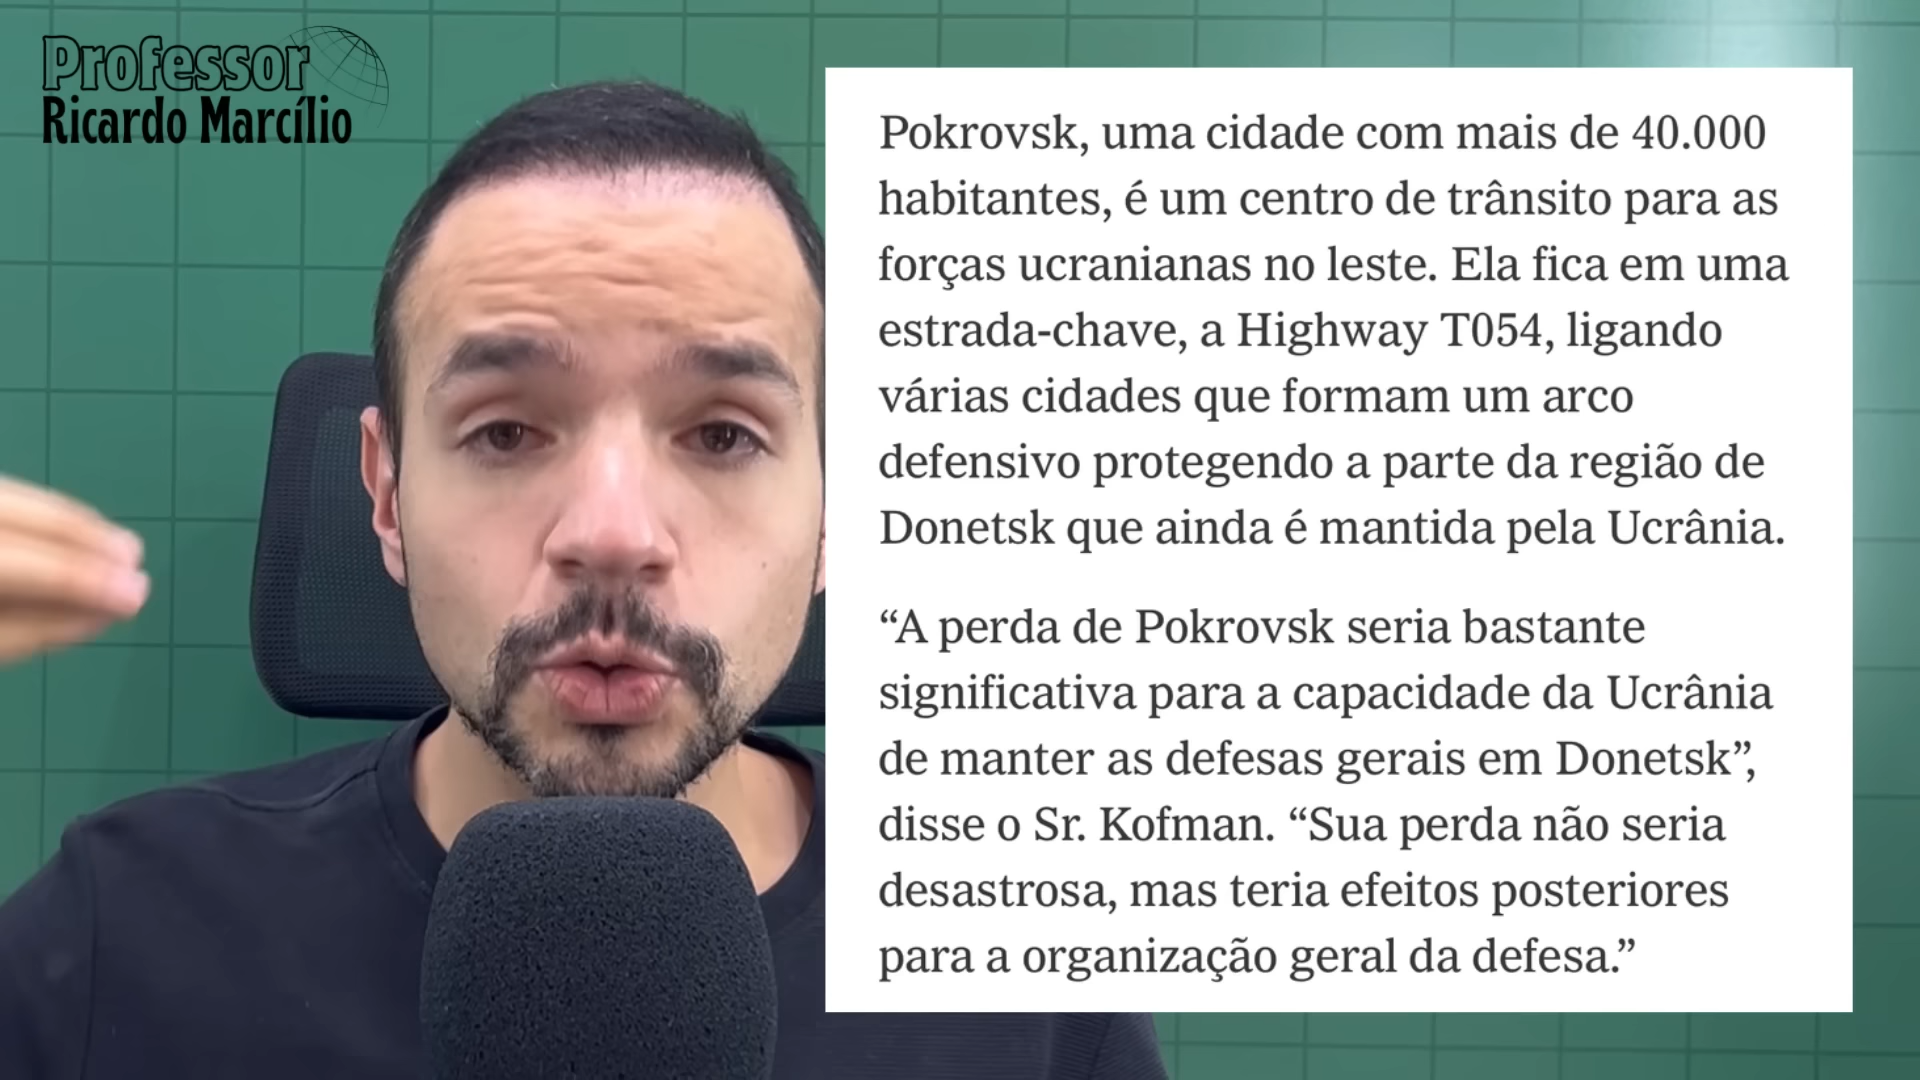 Professor
Ricardo Marcílio
Pokrovsk, uma cidade com mais de 40.000
habitantes, é um centro de trânsito para as
forças ucranianas no leste. Ela fica em uma
estrada-chave, a Highway T054, ligando
várias cidades que formam um arco
defensivo protegendo a parte da região de
Donetsk que ainda é mantida pela Ucrânia.
“A perda de Pokrovsk seria bastante
significativa para a capacidade da Ucrânia
de manter as defesas gerais em Donetsk”,
disse o Sr. Kofman. “Sua perda não seria
desastrosa, mas teria efeitos posteriores
para a organização geral da defesa.”